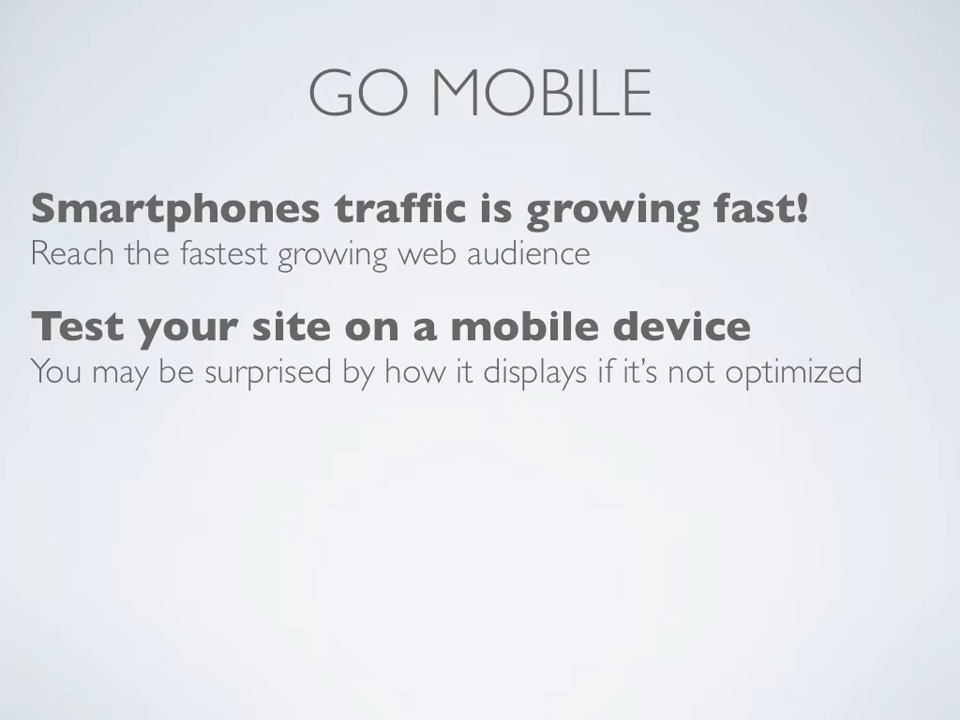 GO MOBILE
Smartphones traffic is growing fast!
Reach the fastest growing web audience
Test your site on a mobile device
You may be surprised by how it displays if it’s not optimized